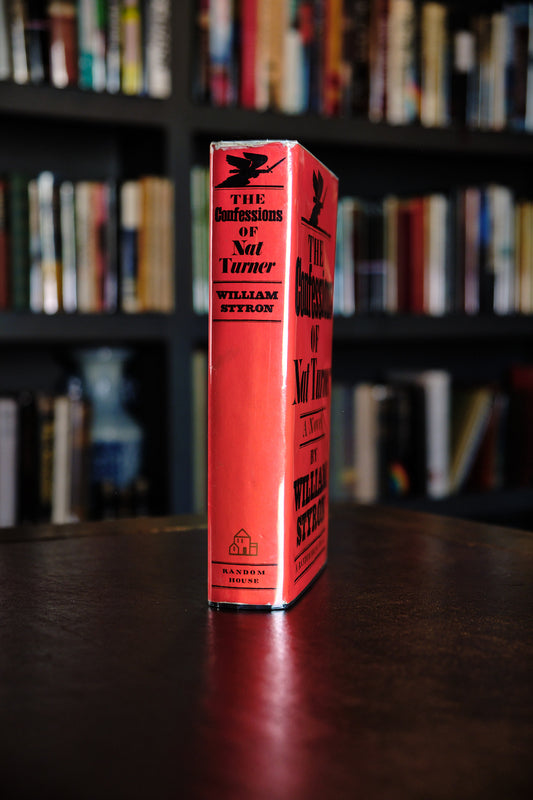 THE
Confessions
OF
Nat
Turner
WILLIAM
STYRON
RANDOM
HOUSE
THE
Confessions
OF
Nat Turner
A Novel
BY
WILLIAM
STYRON